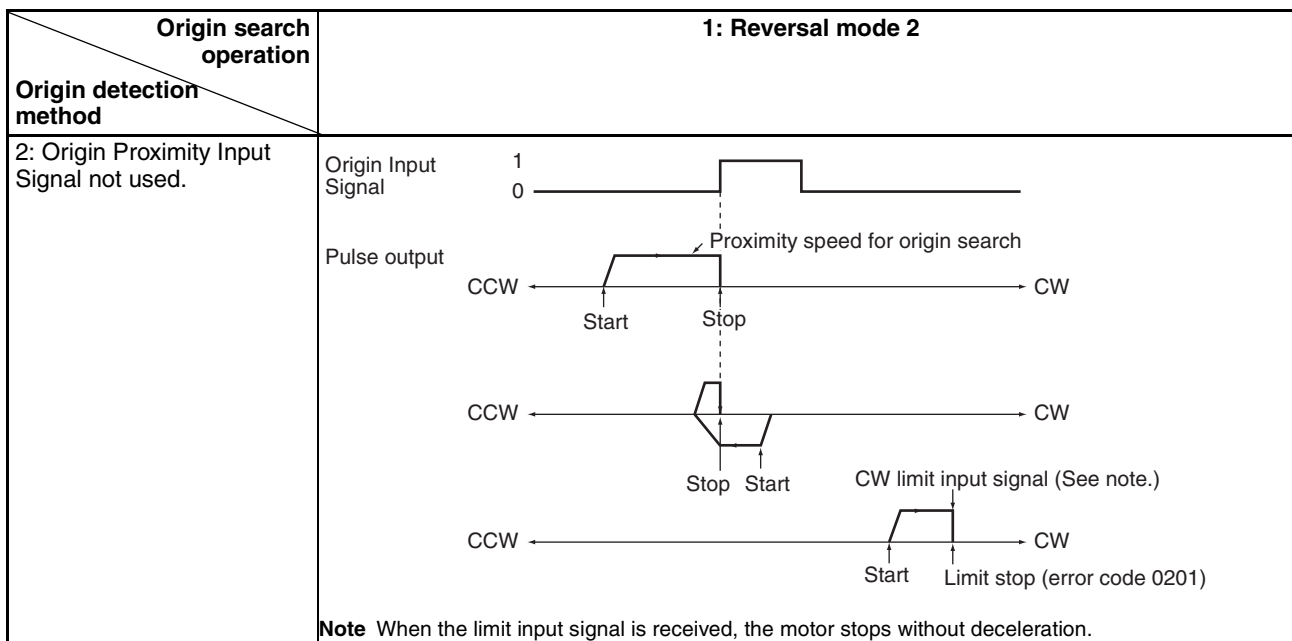 Origin search
operation
Origin detection
method
1: Reversal mode 2
2: Origin Proximity Input
Signal not used.
Origin Input
Signal
1
0
Proximity speed for origin search
Pulse output
CCW
CW
Start
Stop
CCW
CW
Stop
Start
CW limit input signal (See note.)
CCW
CW
Start
Limit stop (error code 0201)
Note When the limit input signal is received, the motor stops without deceleration.